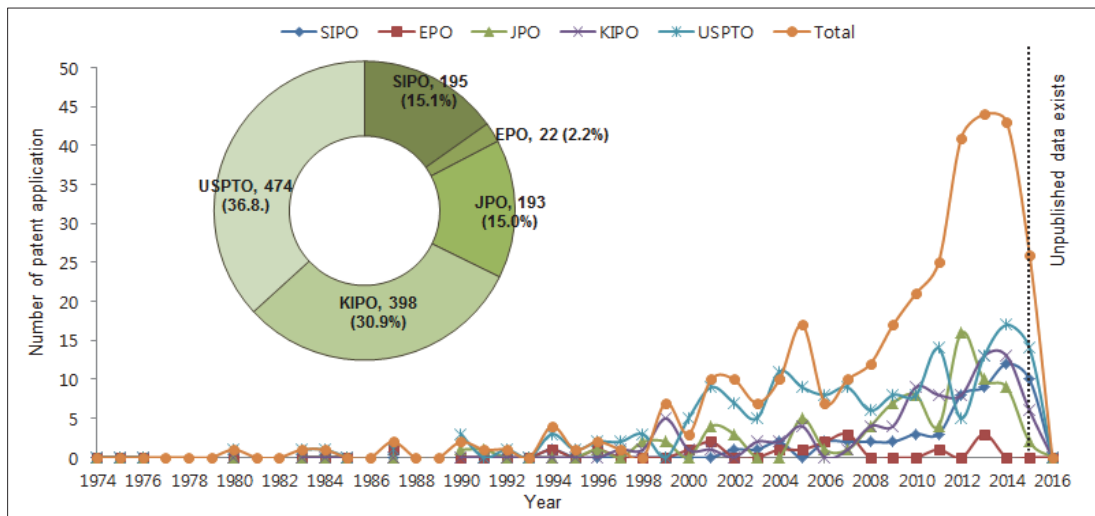 SIPO EPO JPO KIPO USPTO Total
50
45
40
35
30
25
20
15
10
5
0
Number of patent application
SIPO, 195
(15.1%)
EPO, 22 (2.2%)
JPO, 193
(15.0%)
KIPO, 398
(30.9%)
USPTO, 474
(36.8.)
Unpublished data exists
1974 1976 1978 1980 1982 1984 1986 1988 1990 1992 1994 1996 1998 2000 2002 2004 2006 2008 2010 2012 2014 2016
Year